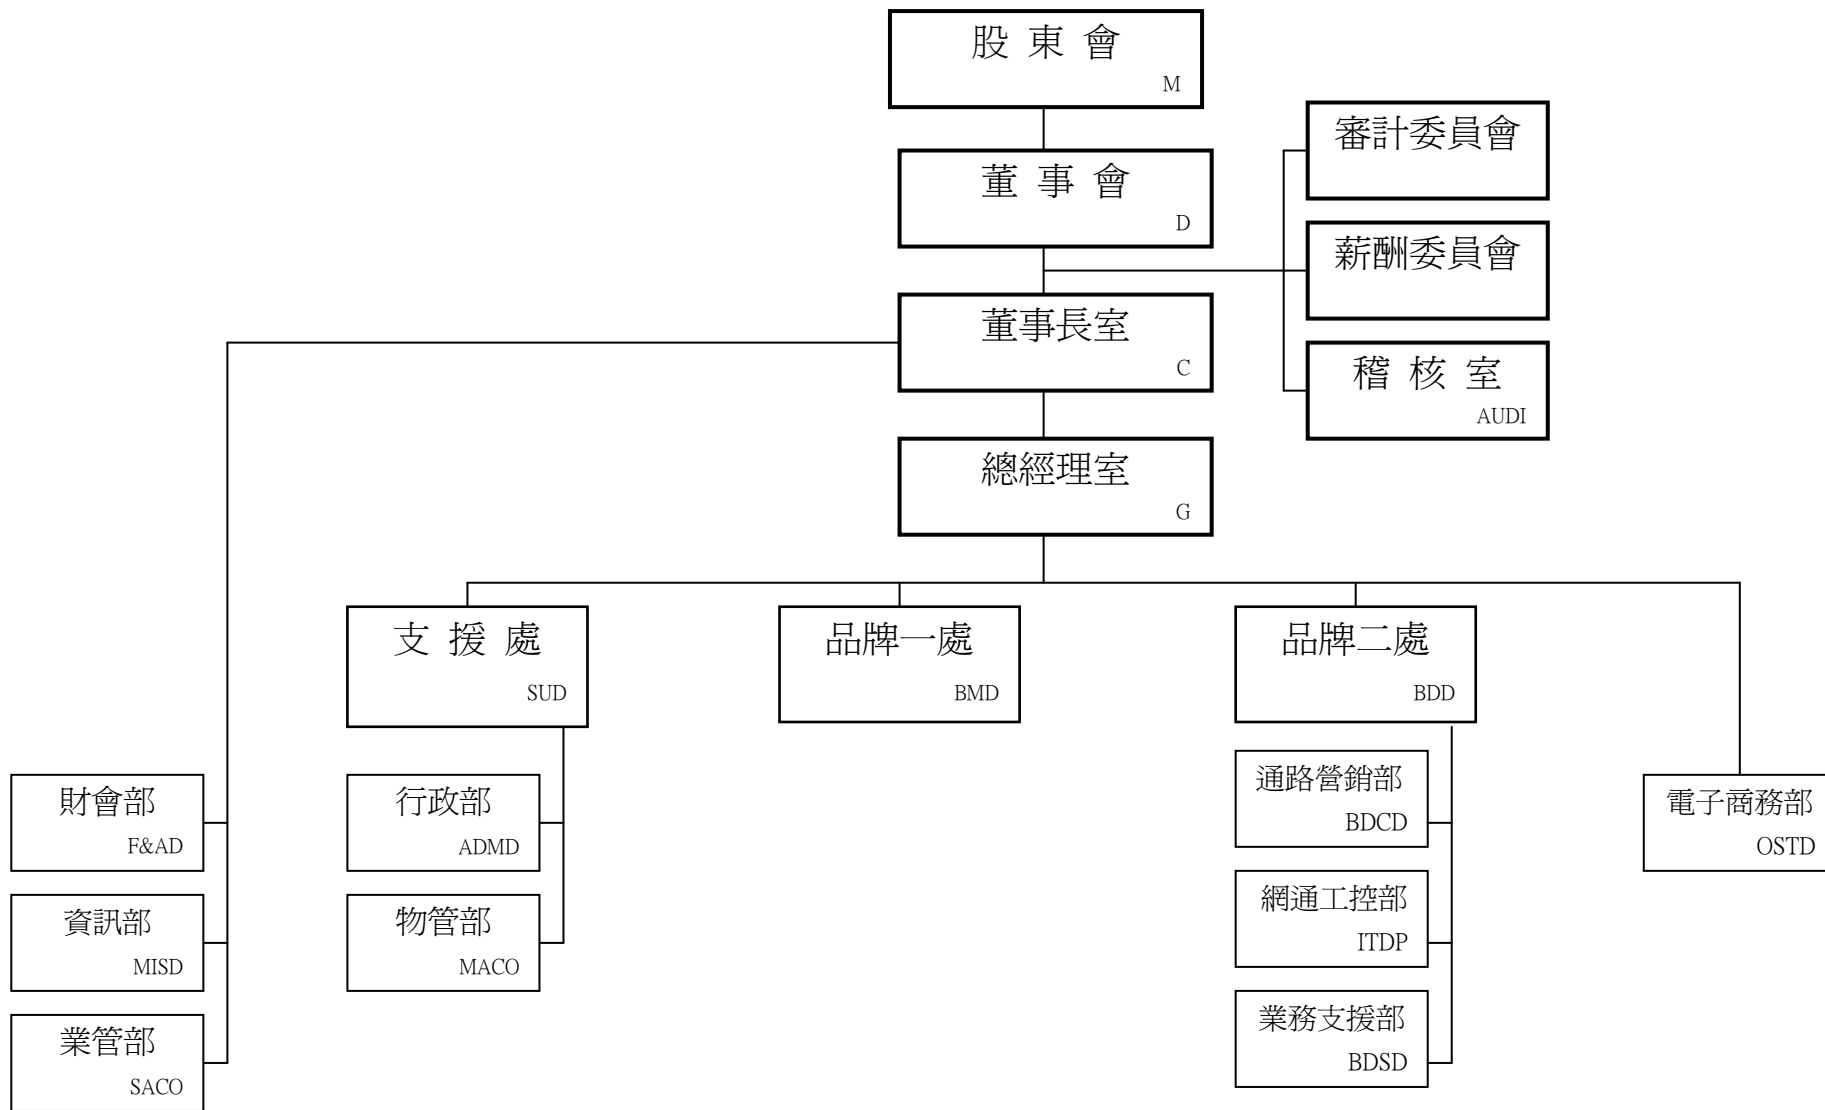 股 東 會
M
審計委員會
董 事 會
D
薪酬委員會
董事長室
C
稽 核 室
AUDI
總經理室
G
支 援 處
SUD
品牌一處
BMD
品牌二處
BDD
財會部
F&AD
行政部
ADMD
通路營銷部
BDCD
電子商務部
OSTD
資訊部
MISD
物管部
MACO
網通工控部
ITDP
業管部
SACO
業務支援部
BDSD